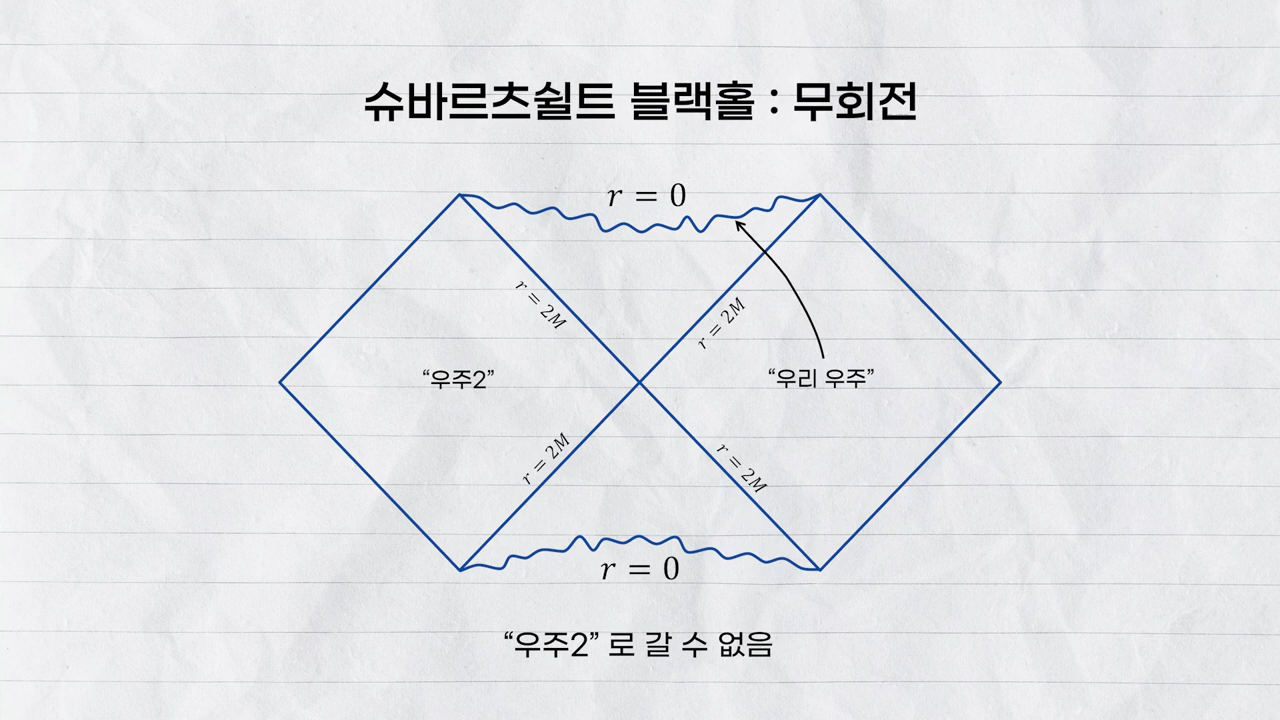 슈바르츠쉴트 블랙홀 : 무회전
r = 0
r = 2M
r = 2M
“우주2”
“우리 우주”
r = 2M
r = 2M
r = 0
“우주2” 로 갈 수 없음